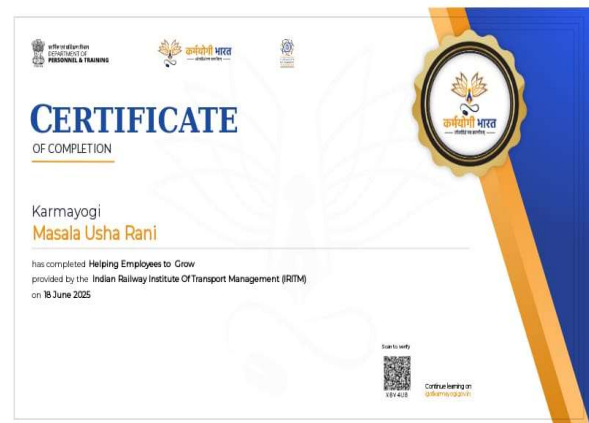 DEPARTMENT OF
PERSONNEL & TRAINING
कर्मयोगी भारत
CERTIFICATE
OF COMPLETION
Karmayogi
Masala Usha Rani
has completed Helping Employees to Grow
provided by the Indian Railway Institute Of Transport Management (IRITM)
on 18 June 2025
कर्मयोगी भारत
Scan to verify
Continue learning on